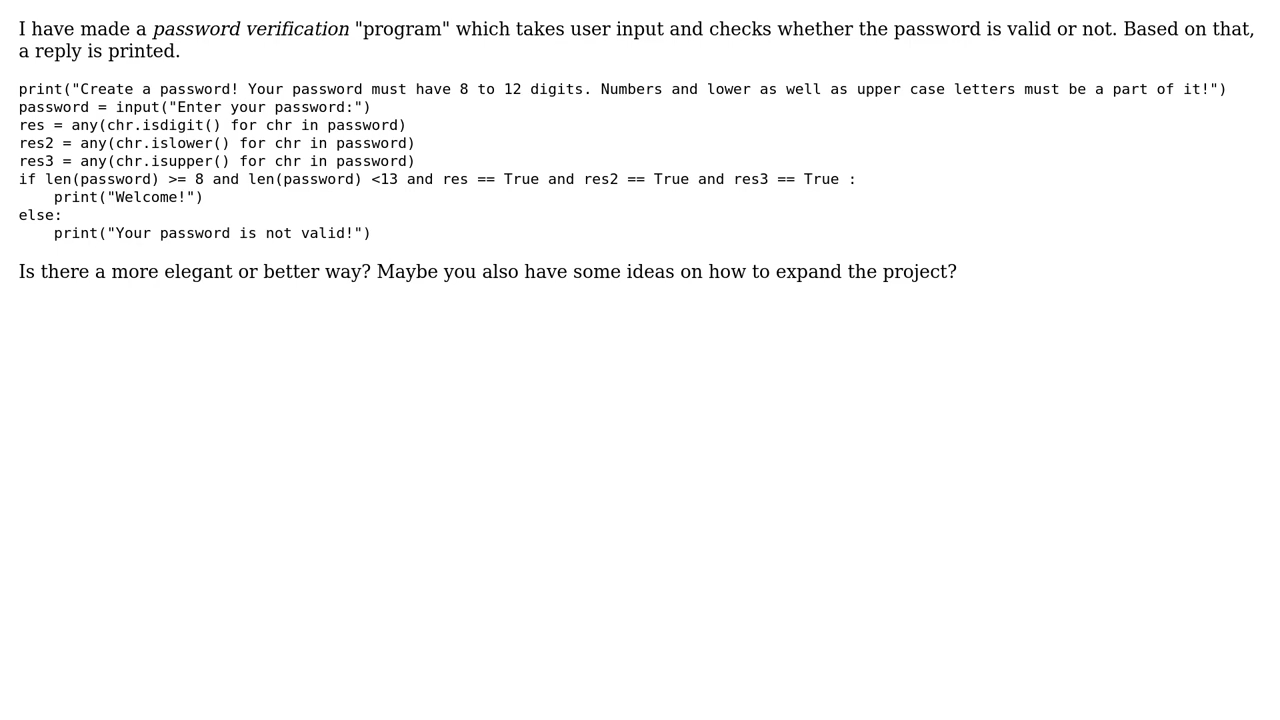 I have made a password verification "program" which takes user input and checks whether the password is valid or not. Based on that,
a reply is printed.
print("Create a password! Your password must have 8 to 12 digits. Numbers and lower as well as upper case letters must be a part of it!")
password = input("Enter your password:")
res = any(chr.isdigit() for chr in password)
res2 = any(chr.islower() for chr in password)
res3 = any(chr.isupper() for chr in password)
if len(password) >= 8 and len(password) <13 and res == True and res2 == True and res3 == True :
    print("Welcome!")
else:
    print("Your password is not valid!")
Is there a more elegant or better way? Maybe you also have some ideas on how to expand the project?